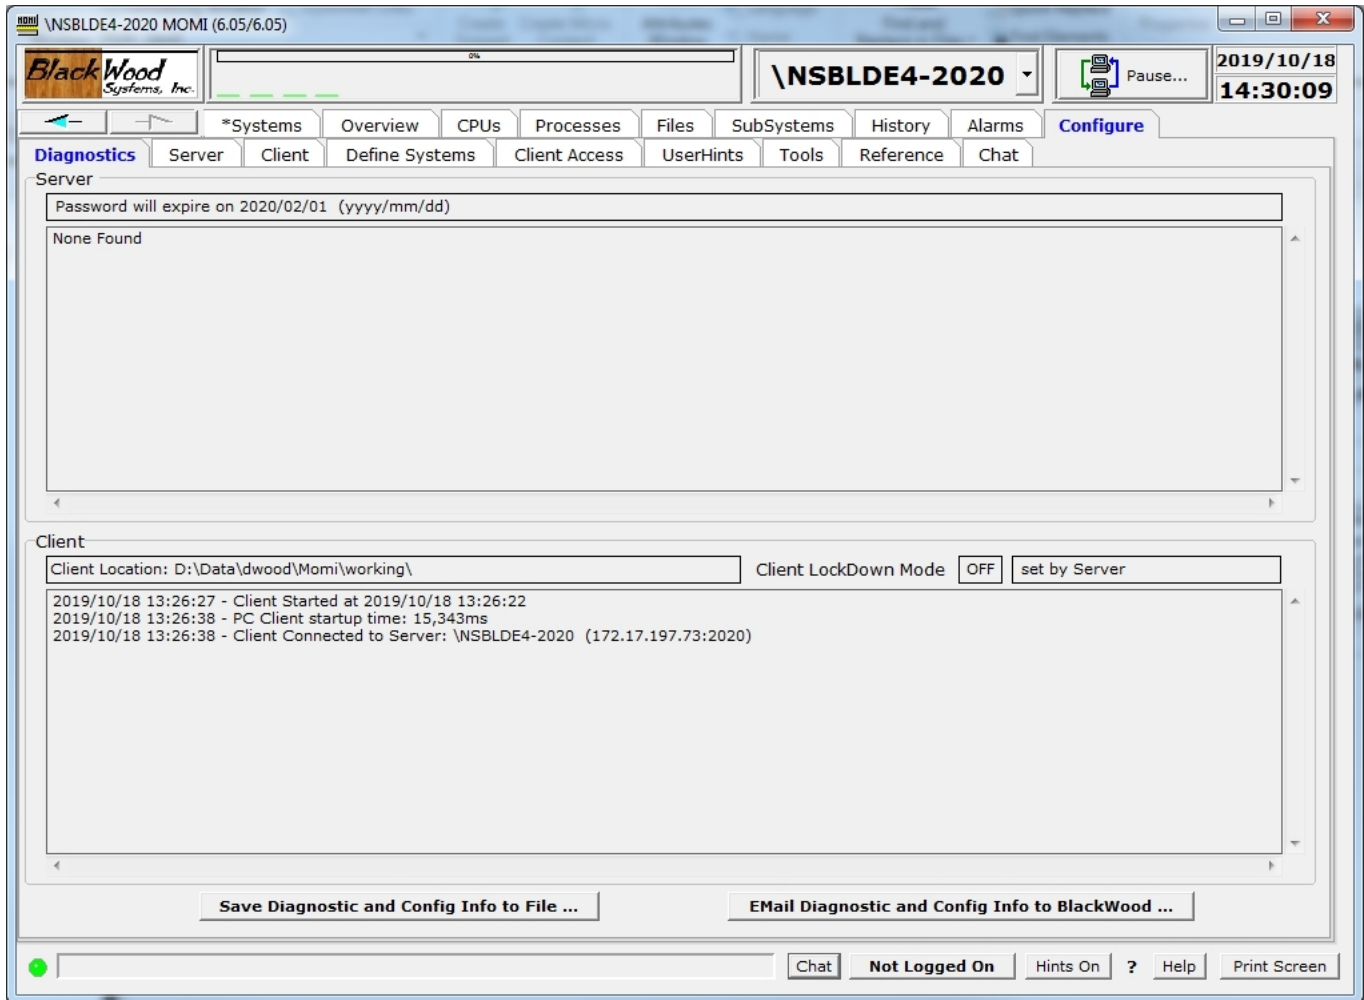 \NSBLDE4-2020 MOMI (6.05/6.05)
BlackWood Systems, Inc.
0%
\NSBLDE4-2020
Pause...
2019/10/18
14:30:09
*Systems Overview CPUs Processes Files SubSystems History Alarms Configure
Diagnostics Server Client Define Systems Client Access UserHints Tools Reference Chat
Server
Password will expire on 2020/02/01 (yyyy/mm/dd)
None Found
Client
Client Location: D:\Data\dwood\Momi\working\ Client LockDown Mode OFF set by Server
2019/10/18 13:26:27 - Client Started at 2019/10/18 13:26:22
2019/10/18 13:26:38 - PC Client startup time: 15,343ms
2019/10/18 13:26:38 - Client Connected to Server: \NSBLDE4-2020 (172.17.197.73:2020)
Save Diagnostic and Config Info to File ... EMail Diagnostic and Config Info to BlackWood ...
Chat Not Logged On Hints On ? Help Print Screen